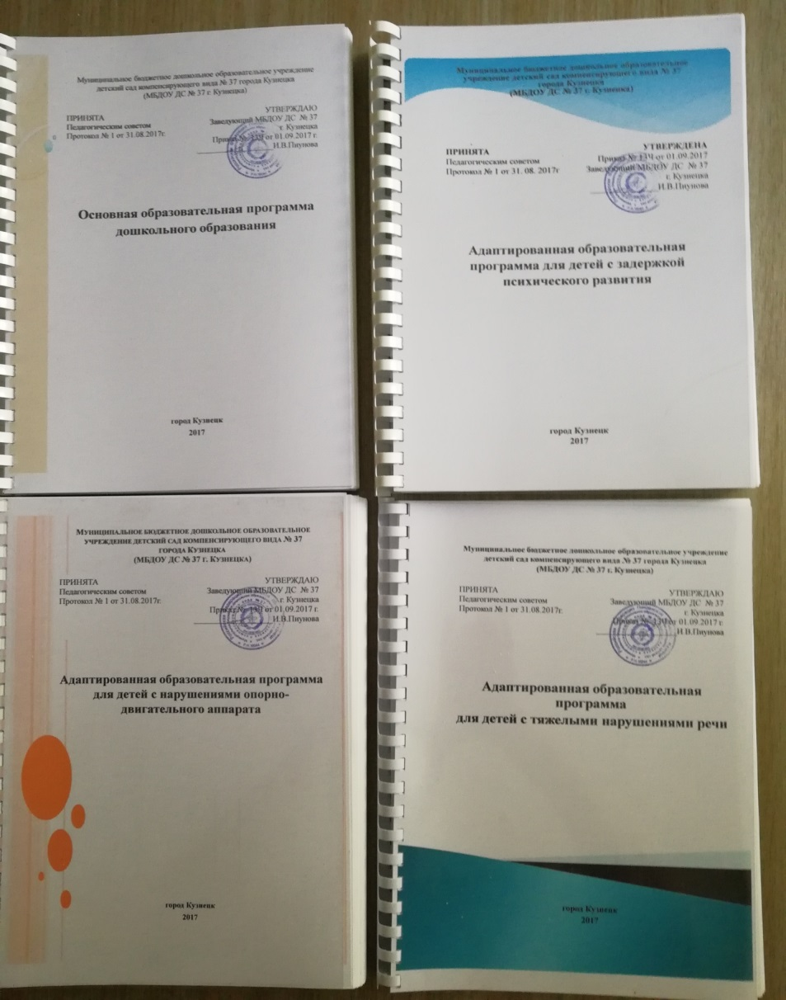 Муниципальное бюджетное дошкольное образовательное учреждение
детский сад компенсирующего вида № 37 города Кузнецка
(МБДОУ ДС № 37 г. Кузнецка)
ПРИНЯТА
Педагогическим советом
Протокол № 1 от 31.08.2017г.
УТВЕРЖДАЮ
Заведующий МБДОУ ДС № 37
г. Кузнецка
Приказ № 13Ч от 01.09.2017 г.
И.В.Пиунова
Основная образовательная программа
дошкольного образования
город Кузнецк
2017
Муниципальное бюджетное дошкольное образовательное
учреждение детский сад компенсирующего вида № 37
города Кузнецка
(МБДОУ ДС № 37 г. Кузнецка)
ПРИНЯТА
Педагогическим советом
Протокол № 1 от 31. 08. 2017г
УТВЕРЖДЕНА
Приказ № 13Ч от 01.09.2017
Заведующий МБДОУ ДС № 37
г. Кузнецка
И.В.Пиунова
Адаптированная образовательная
программа для детей с задержкой
психического развития
город Кузнецк
2017
Муниципальное бюджетное дошкольное образовательное
учреждение детский сад компенсирующего вида № 37
города Кузнецка
(МБДОУ ДС № 37 г. Кузнецка)
ПРИНЯТА
Педагогическим советом
Протокол № 1 от 31.08.2017г.
УТВЕРЖДАЮ
Заведующий МБДОУ ДС № 37
г. Кузнецка
Приказ № 13Ч от 01.09.2017 г.
И.В.Пиунова
Адаптированная образовательная программа
для детей с нарушениями опорно-
двигательного аппарата
город Кузнецк
2017
Муниципальное бюджетное дошкольное образовательное учреждение
детский сад компенсирующего вида № 37 города Кузнецка
(МБДОУ ДС № 37 г. Кузнецка)
ПРИНЯТА
Педагогическим советом
Протокол № 1 от 31.08.2017г.
УТВЕРЖДАЮ
Заведующий МБДОУ ДС № 37
г. Кузнецка
Приказ № 13Ч от 01.09.2017 г.
И.В.Пиунова
Адаптированная образовательная
программа
для детей с тяжелыми нарушениями речи
город Кузнецк
2017